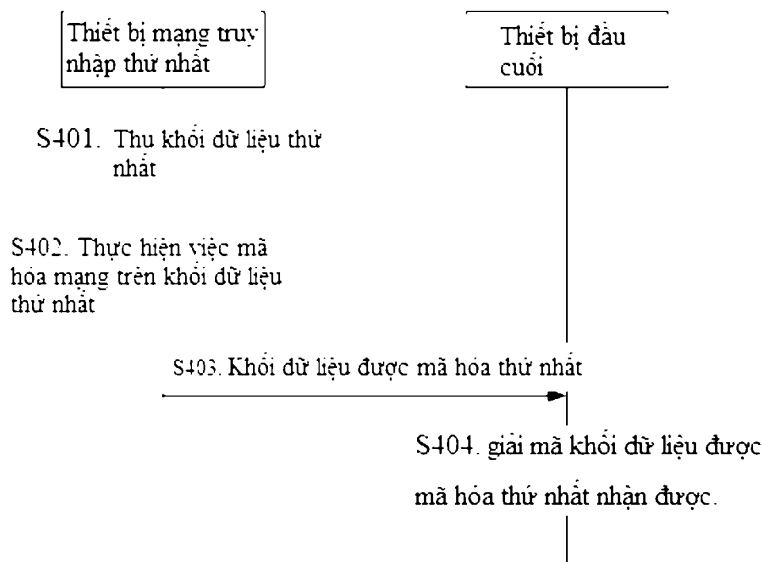 Thiết bị mạng truy
nhập thứ nhất
Thiết bị đầu
cuối
S401. Thu khối dữ liệu thứ
nhất
S402. Thực hiện việc mã
hóa mạng trên khối dữ liệu
thứ nhất
S403. Khối dữ liệu được mã hóa thứ nhất
S404. giải mã khối dữ liệu được
mã hóa thứ nhất nhận được.